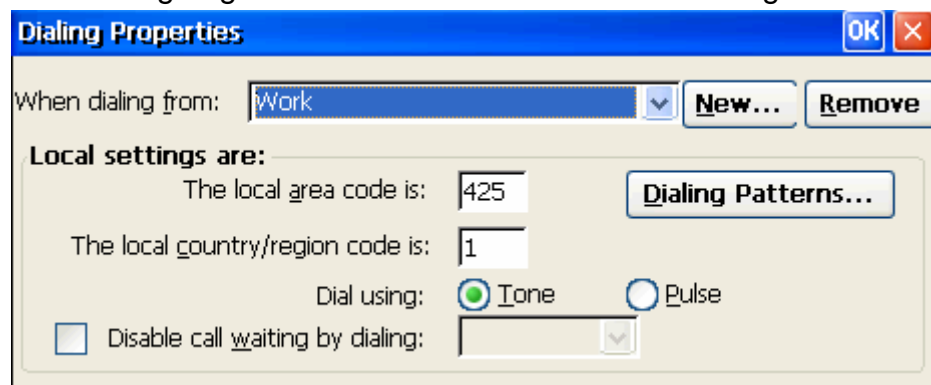 Dialing Properties OK
When dialing from: Work New... Remove
Local settings are:
The local area code is: 425 Dialing Patterns...
The local country/region code is: 1
Dial using: Tone Pulse
Disable call waiting by dialing: